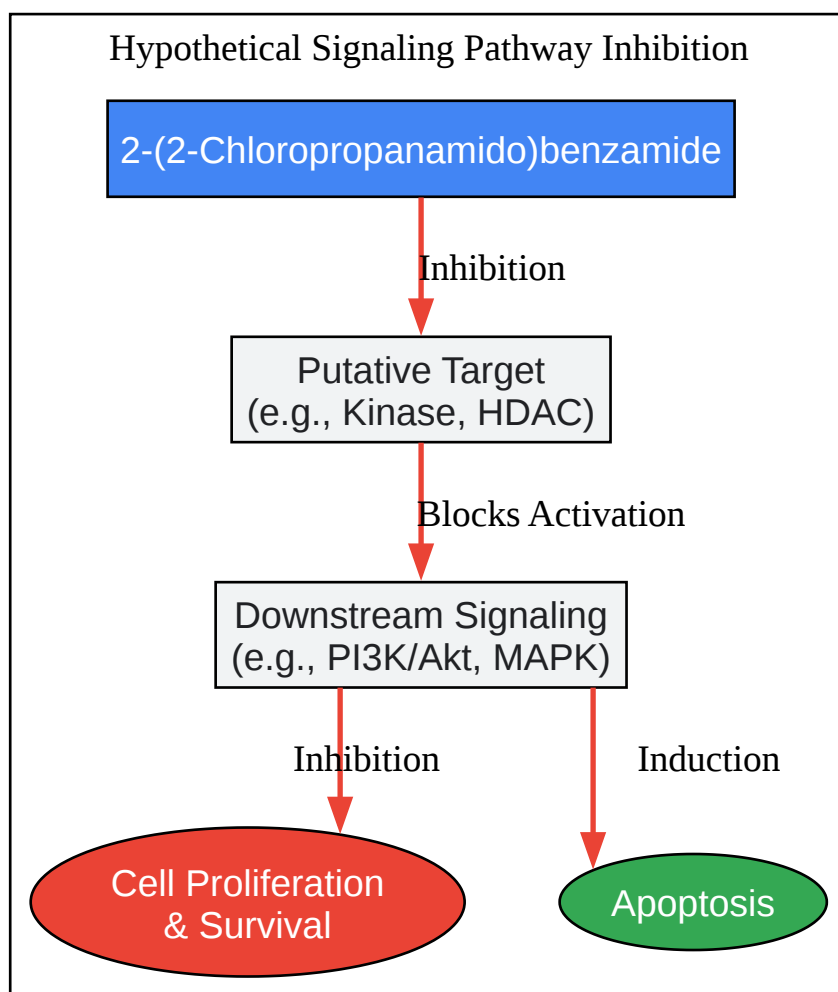 Hypothetical Signaling Pathway Inhibition
2-(2-Chloropropanamido)benzamide
Inhibition
Putative Target
(e.g., Kinase, HDAC)
Blocks Activation
Downstream Signaling
(e.g., PI3K/Akt, MAPK)
Inhibition
Induction
Cell Proliferation
& Survival
Apoptosis